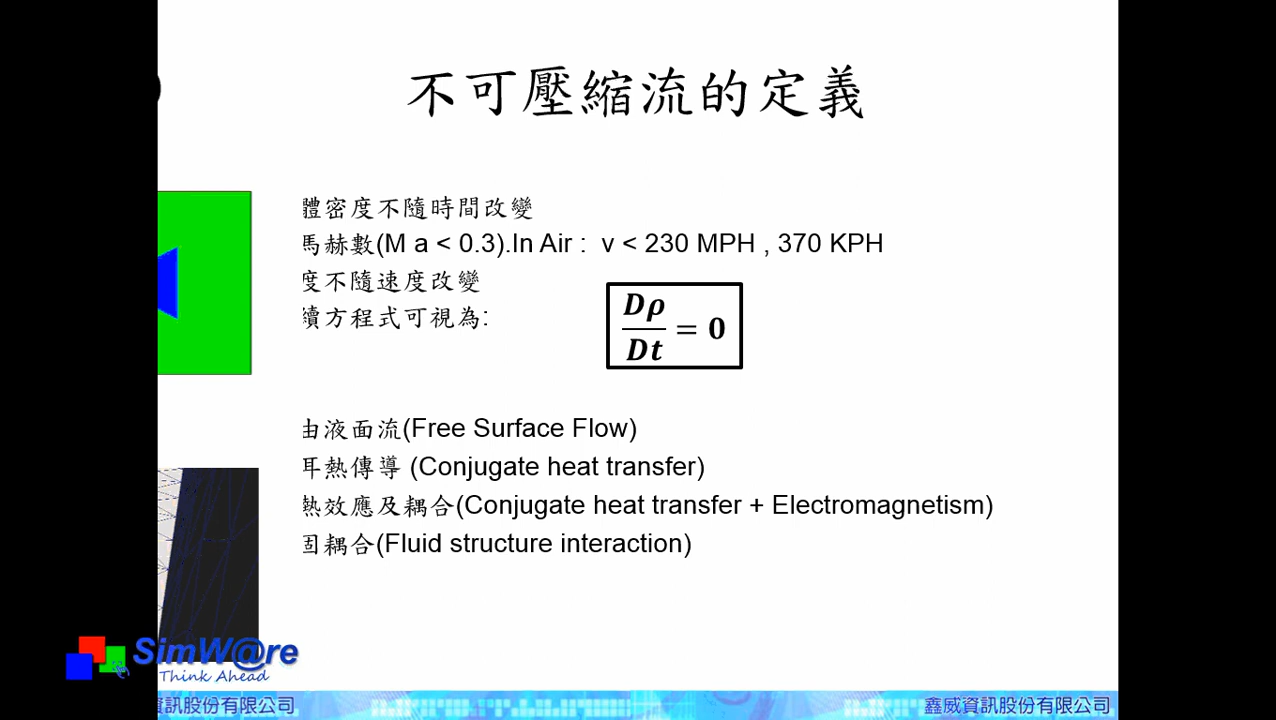 不可壓縮流的定義
體密度不隨時間改變
馬赫數(M a < 0.3).In Air : v < 230 MPH , 370 KPH
度不隨速度改變
續方程式可視為:
Dρ/Dt = 0
由液面流(Free Surface Flow)
耳熱傳導 (Conjugate heat transfer)
熱效應及耦合(Conjugate heat transfer + Electromagnetism)
固耦合(Fluid structure interaction)
SimW@re
Think Ahead
資訊股份有限公司
鑫威資訊股份有限公司